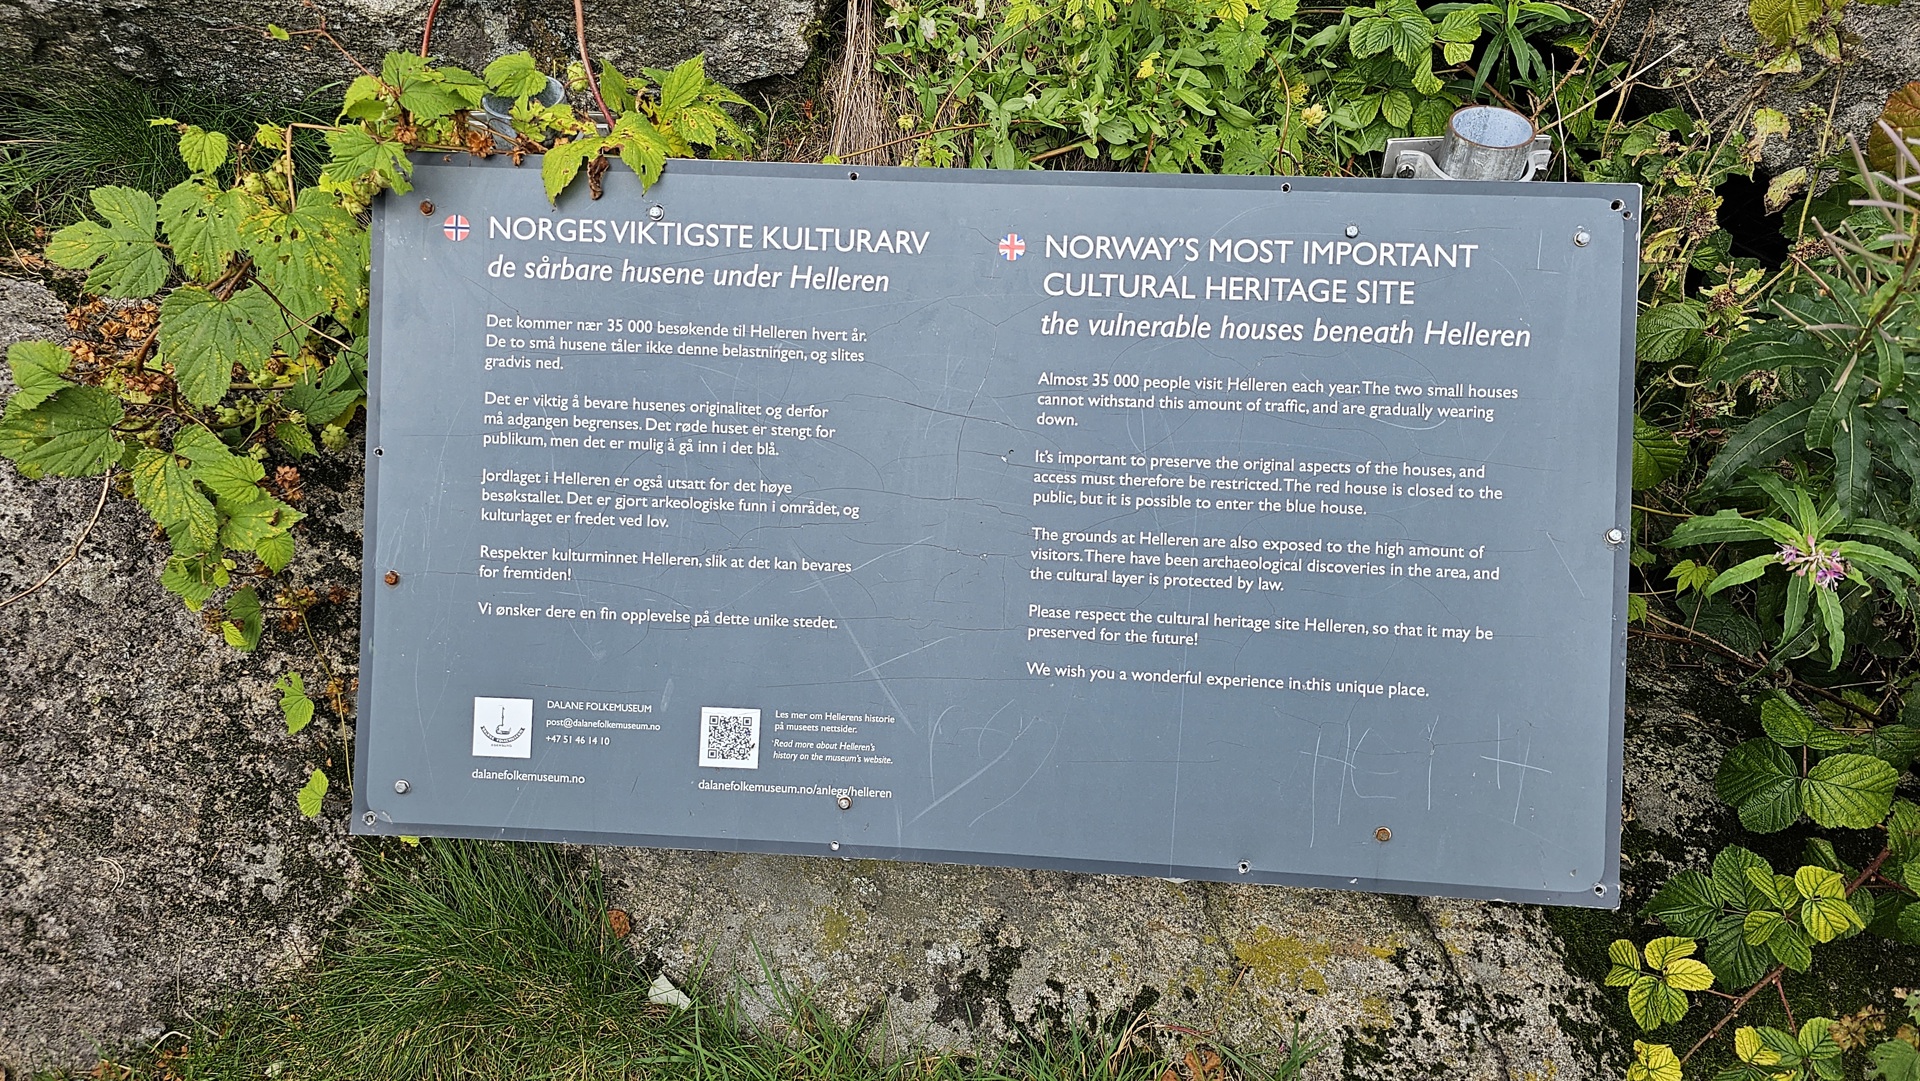 NORGES VIKTIGSTE KULTURARV
de sårbare husene under Helleren
Det kommer nær 35 000 besøkende til Helleren hvert år.
De to små husene tåler ikke denne belastningen, og slites
gradvis ned.
Det er viktig å bevare husenes originalitet og derfor
må adgangen begrenses. Det røde huset er stengt for
publikum, men det er mulig å gå inn i det blå.
Jordlaget i Helleren er også utsatt for det høye
besøkstallet. Det er gjort arkeologiske funn i området, og
kulturlaget er fredet ved lov.
Respekter kulturminnet Helleren, slik at det kan bevares
for fremtiden!
Vi ønsker dere en fin opplevelse på dette unike stedet.
DALANE FOLKEMUSEUM
post@dalanefolkemuseum.no
+47 51 46 14 10
dalanefolkemuseum.no
Les mer om Hellerens historie
på museets nettsider.
Read more about Helleren's
history on the museum's website.
dalanefolkemuseum.no/anlegg/helleren
NORWAY'S MOST IMPORTANT
CULTURAL HERITAGE SITE
the vulnerable houses beneath Helleren
Almost 35 000 people visit Helleren each year. The two small houses
cannot withstand this amount of traffic, and are gradually wearing
down.
It's important to preserve the original aspects of the houses, and
access must therefore be restricted. The red house is closed to the
public, but it is possible to enter the blue house.
The grounds at Helleren are also exposed to the high amount of
visitors. There have been archaeological discoveries in the area, and
the cultural layer is protected by law.
Please respect the cultural heritage site Helleren, so that it may be
preserved for the future!
We wish you a wonderful experience in this unique place.